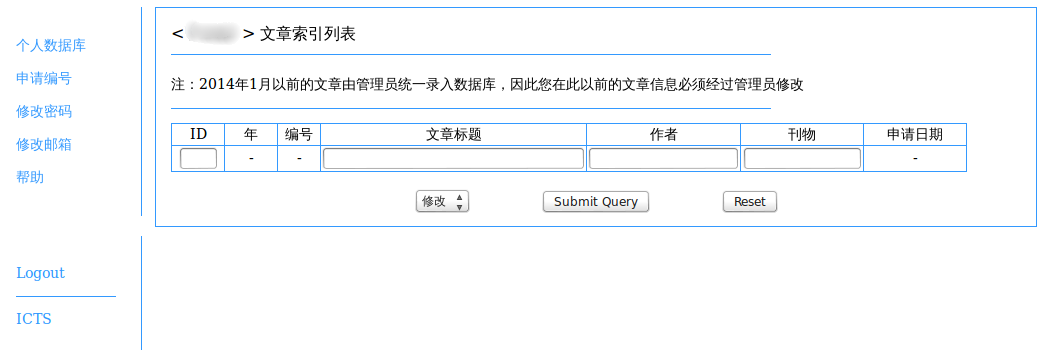 个人数据库
申请编号
修改密码
修改邮箱
帮助
Logout
ICTS
< > 文章索引列表
注：2014年1月以前的文章由管理员统一录入数据库，因此您在此以前的文章信息必须经过管理员修改
ID 年 编号 文章标题 作者 刊物 申请日期
- - -
修改 Submit Query Reset